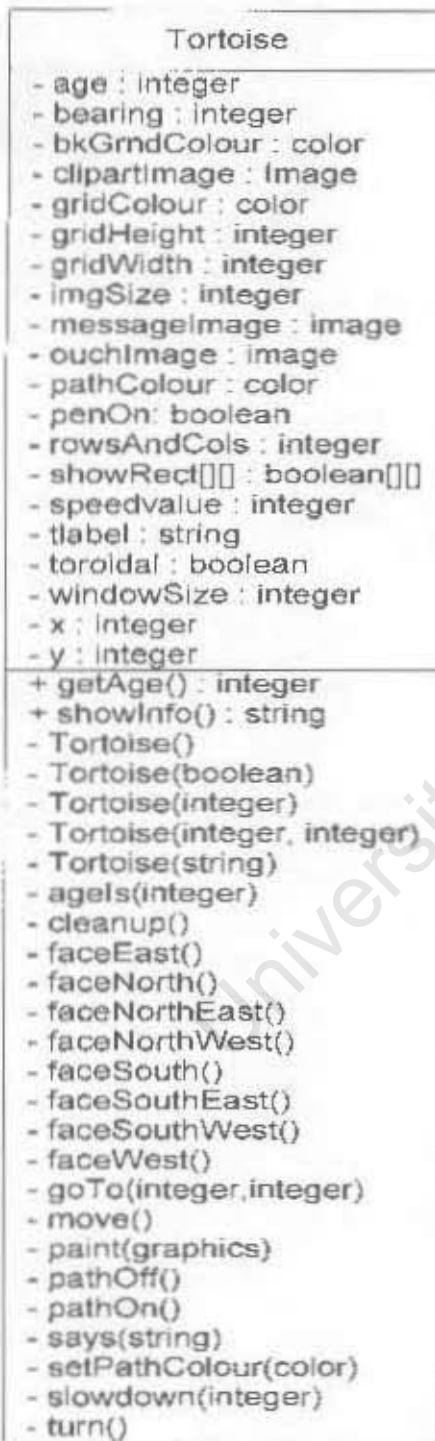 Tortoise
- age : integer
- bearing : integer
- bkGrndColour : color
- clipartImage : Image
- gridColour : color
- gridHeight : integer
- gridWidth : integer
- imgSize : integer
- messageImage : image
- ouchImage : image
- pathColour : color
- penOn: boolean
- rowsAndCols : integer
- showRect[][] : boolean[][]
- speedvalue : integer
- tlabel : string
- toroidal : boolean
- windowSize : integer
- x : integer
- y : integer
+ getAge() : integer
+ showInfo() : string
- Tortoise()
- Tortoise(boolean)
- Tortoise(integer)
- Tortoise(integer, integer)
- Tortoise(string)
- ageIs(integer)
- cleanup()
- faceEast()
- faceNorth()
- faceNorthEast()
- faceNorthWest()
- faceSouth()
- faceSouthEast()
- faceSouthWest()
- faceWest()
- goTo(integer,integer)
- move()
- paint(graphics)
- pathOff()
- pathOn()
- says(string)
- setPathColour(color)
- slowdown(integer)
- turn()